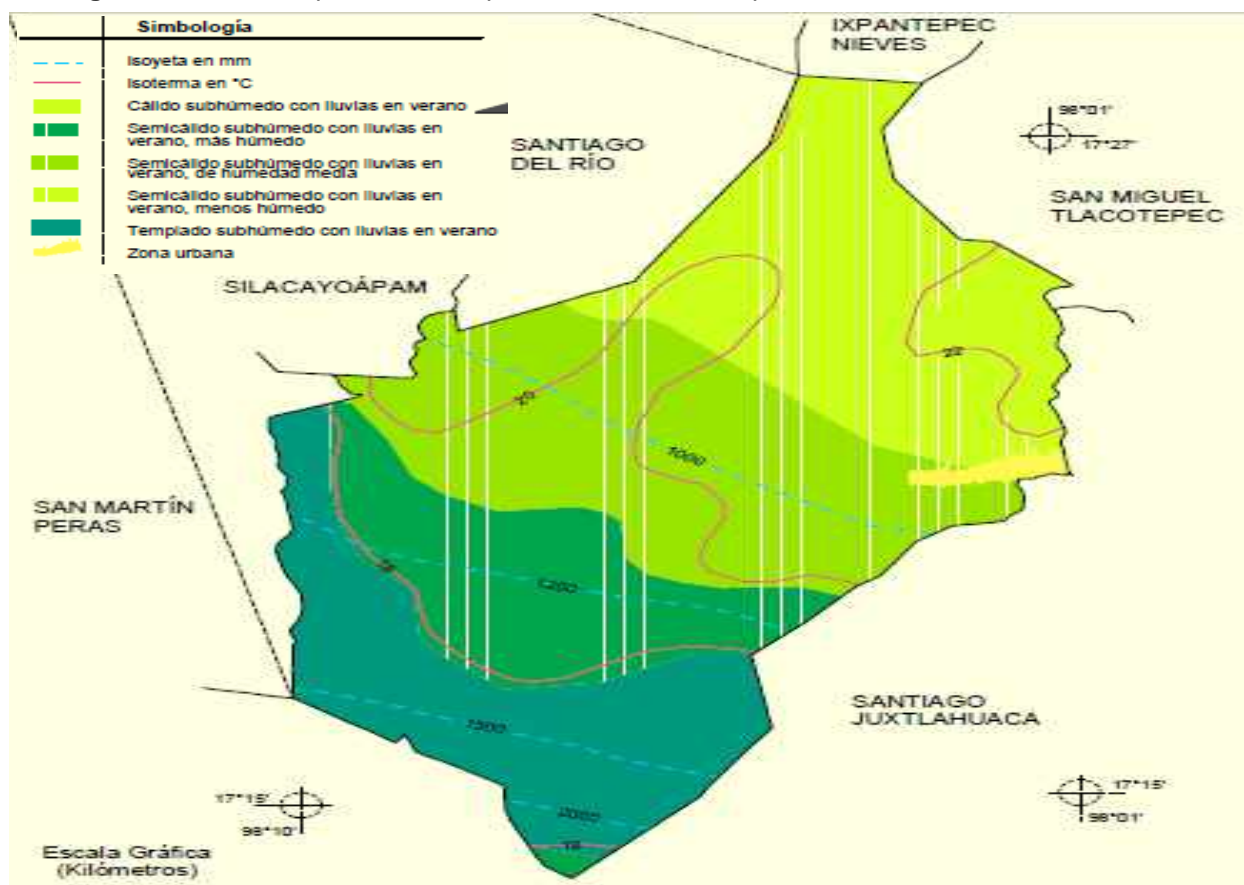 Simbología
Isoyeta en mm
Isoterma en °C
Cálido subhúmedo con lluvias en verano
Semicálido subhúmedo con lluvias en
verano, más húmedo
Semicálido subhúmedo con lluvias en
verano, de humedad media
Semicálido subhúmedo con lluvias en
verano, menos húmedo
Templado subhúmedo con lluvias en verano
Zona urbana
IXPANTEPEC
NIEVES
SANTIAGO
DEL RÍO
98°01'
17°27'
SAN MIGUEL
TLACOTEPEC
SILACAYOÁPAM
22
20
1000
SAN MARTÍN
PERAS
18
1200
SANTIAGO
JUXTLAHUACA
1500
17°15'
98°10'
17°15'
98°01'
2000
18
Escala Gráfica
(Kilómetros)